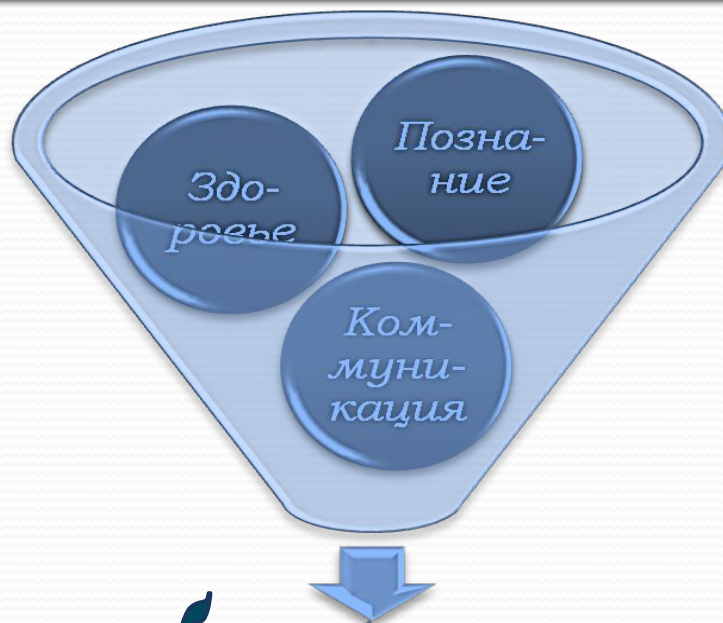 Позна-
ние
Здо-
ровье
Ком-
муни-
кация